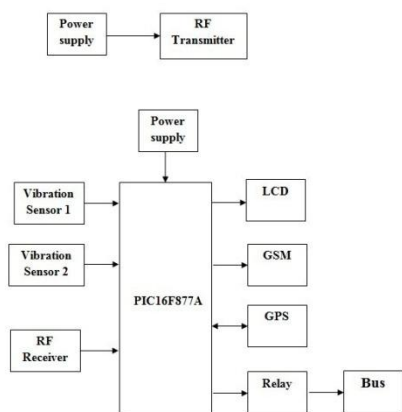 Power
supply
RF
Transmitter
Power
supply
Vibration
Sensor 1
Vibration
Sensor 2
RF
Receiver
PIC16F877A
LCD
GSM
GPS
Relay
Bus